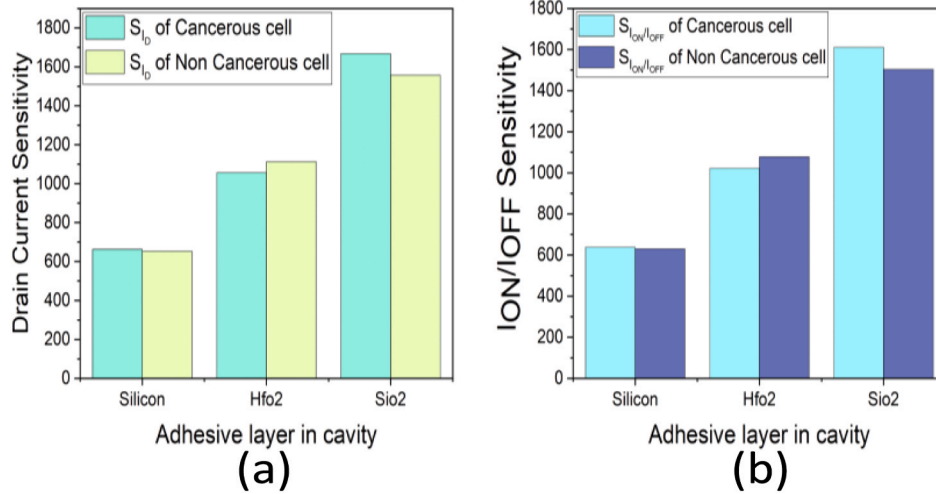 S_ID of Cancerous cell
S_ID of Non Cancerous cell
Drain Current Sensitivity
1800
1600
1400
1200
1000
800
600
400
200
0
Silicon
Hfo2
Sio2
Adhesive layer in cavity
(a)
S_ION/IOFF of Cancerous cell
S_ION/IOFF of Non Cancerous cell
ION/IOFF Sensitivity
1800
1600
1400
1200
1000
800
600
400
200
0
Silicon
Hfo2
Sio2
Adhesive layer in cavity
(b)